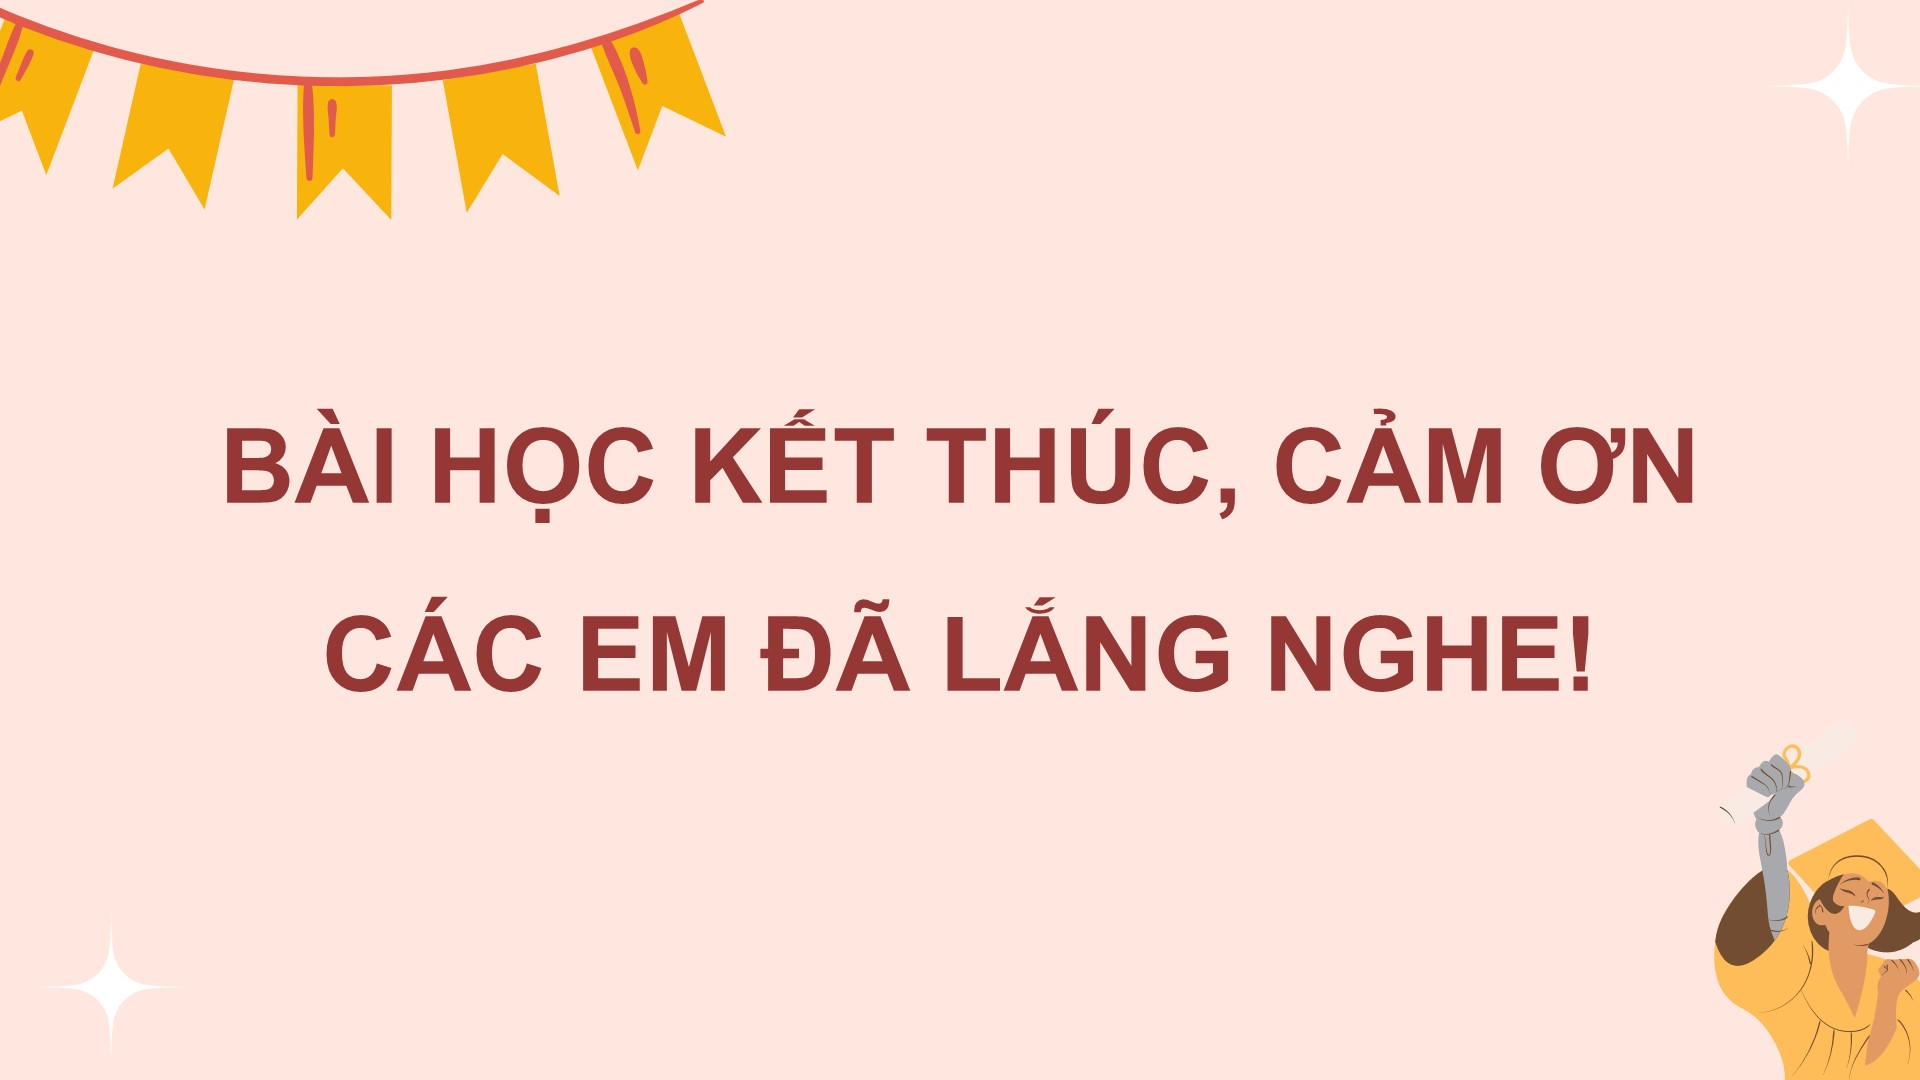 BÀI HỌC KẾT THÚC, CẢM ƠN
CÁC EM ĐÃ LẮNG NGHE!